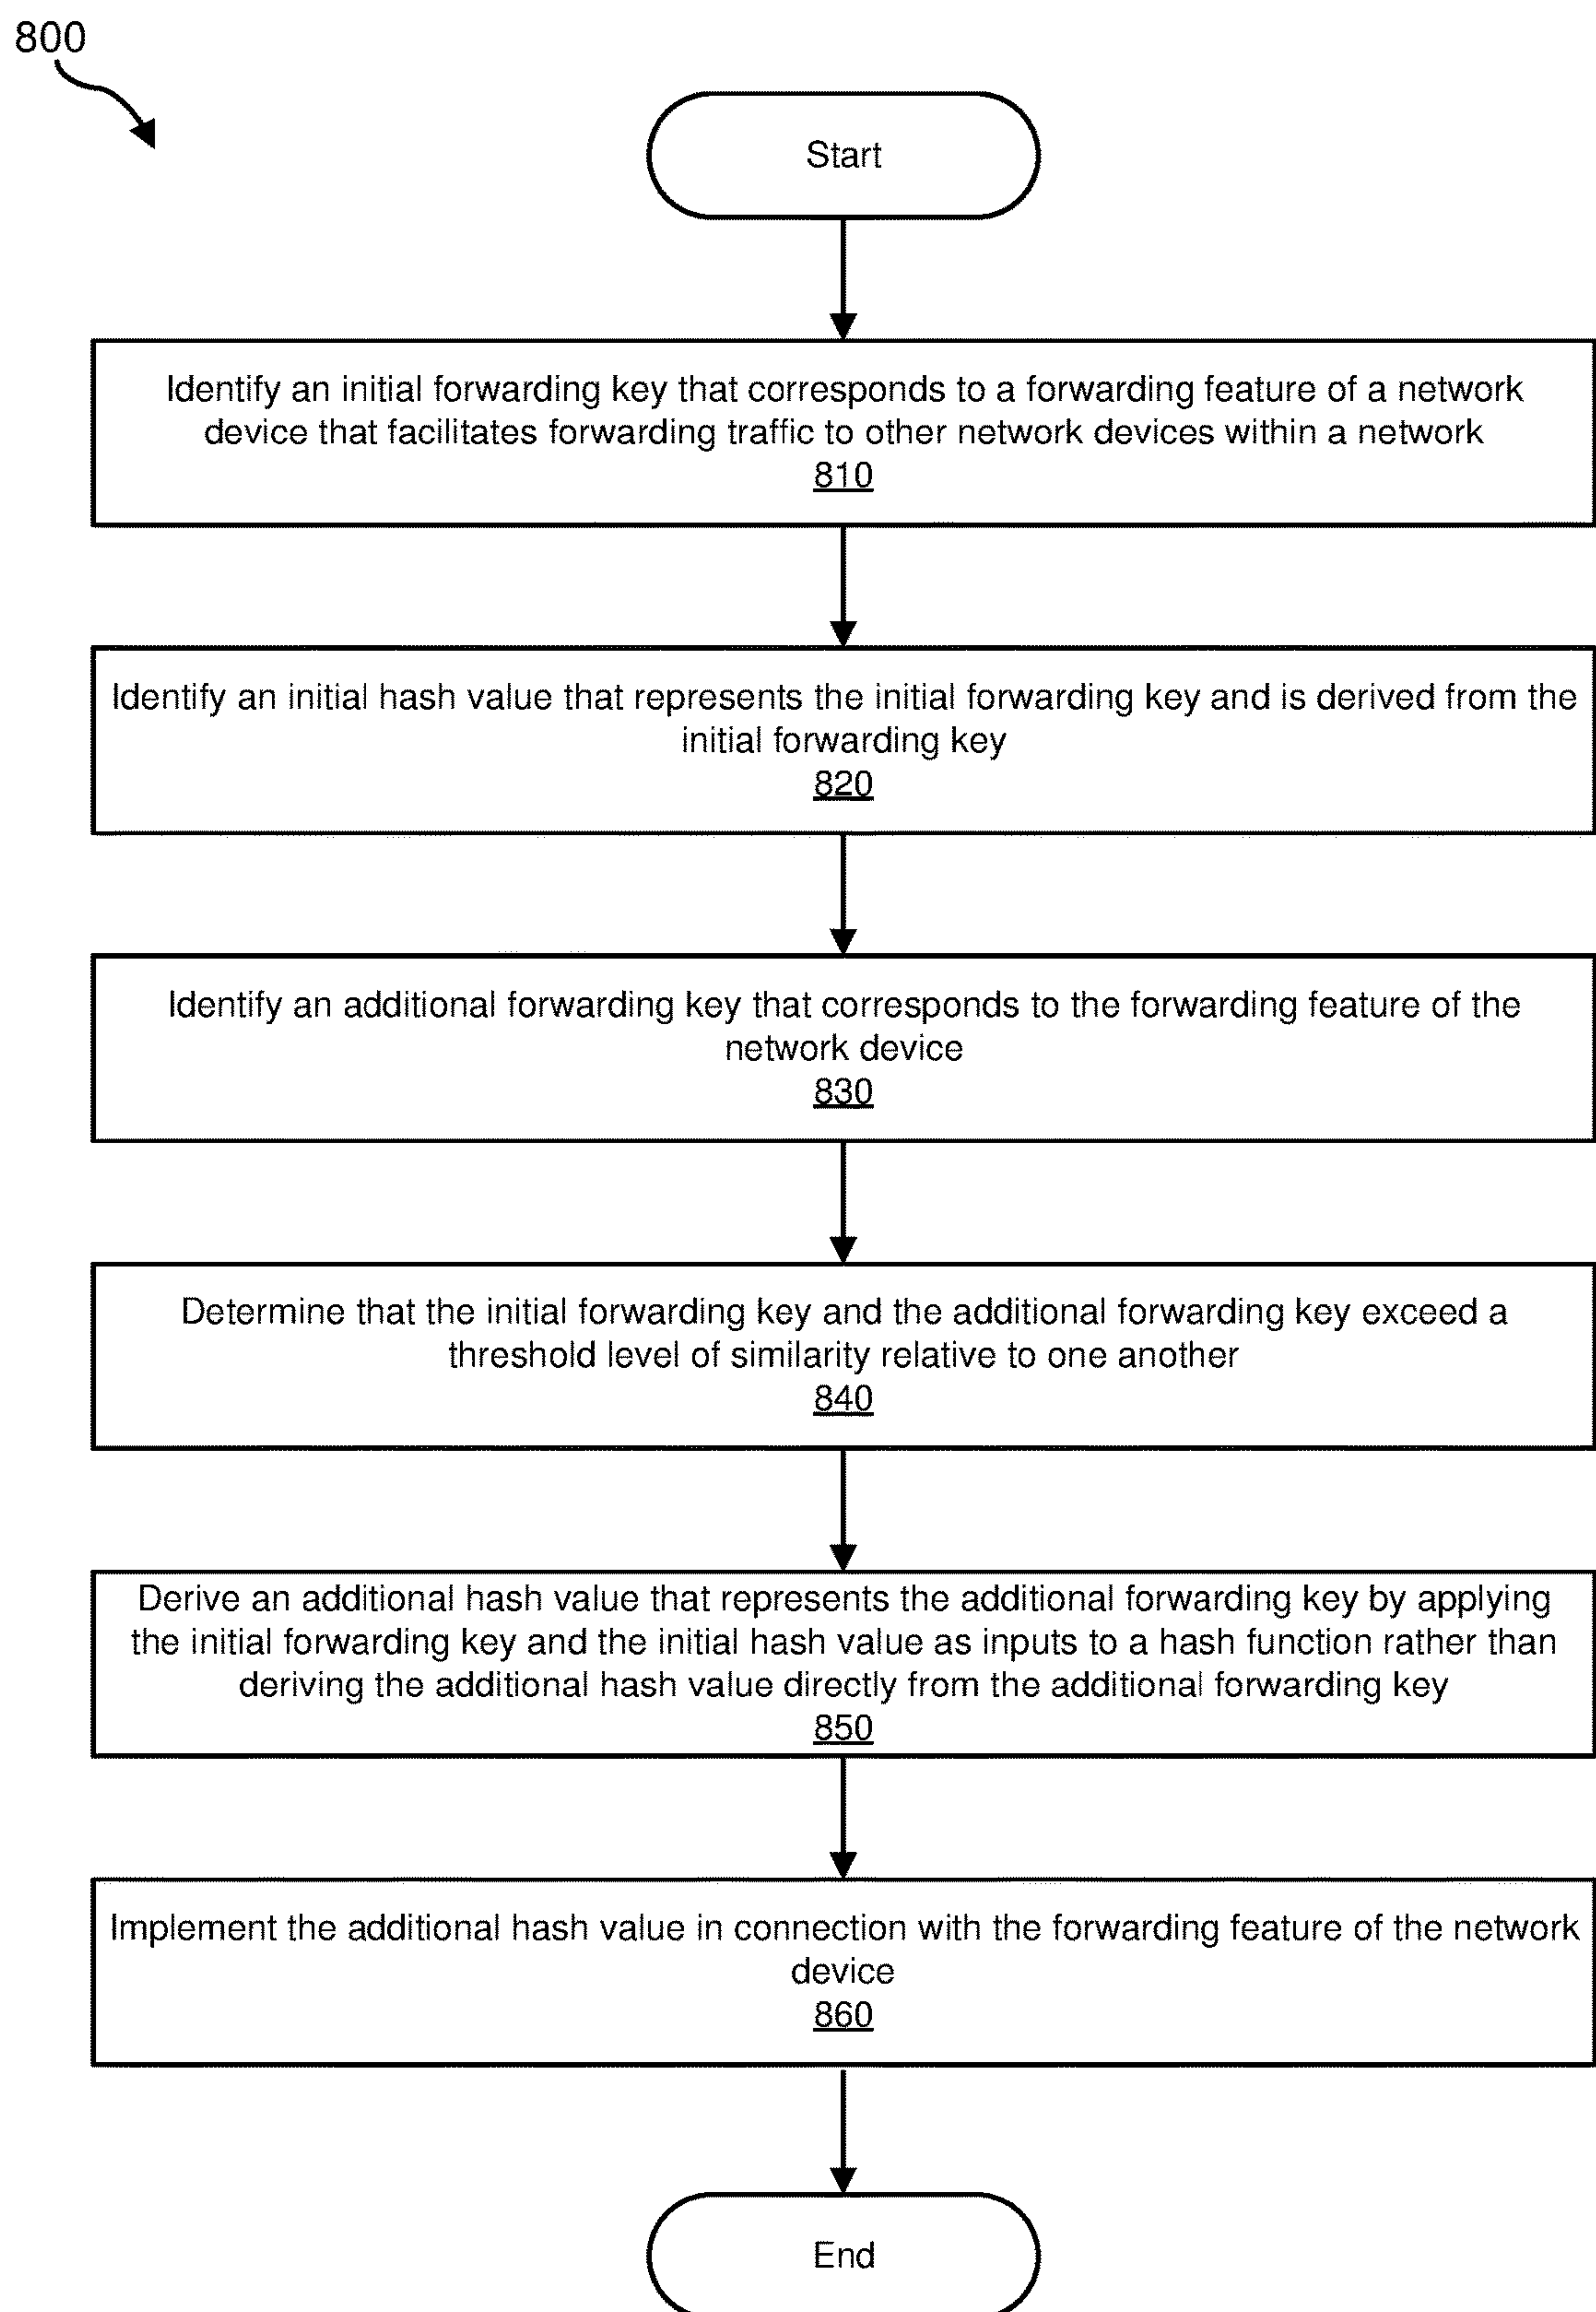 800
Start
Identify an initial forwarding key that corresponds to a forwarding feature of a network
device that facilitates forwarding traffic to other network devices within a network
810
Identify an initial hash value that represents the initial forwarding key and is derived from the
initial forwarding key
820
Identify an additional forwarding key that corresponds to the forwarding feature of the
network device
830
Determine that the initial forwarding key and the additional forwarding key exceed a
threshold level of similarity relative to one another
840
Derive an additional hash value that represents the additional forwarding key by applying
the initial forwarding key and the initial hash value as inputs to a hash function rather than
deriving the additional hash value directly from the additional forwarding key
850
Implement the additional hash value in connection with the forwarding feature of the network
device
860
End